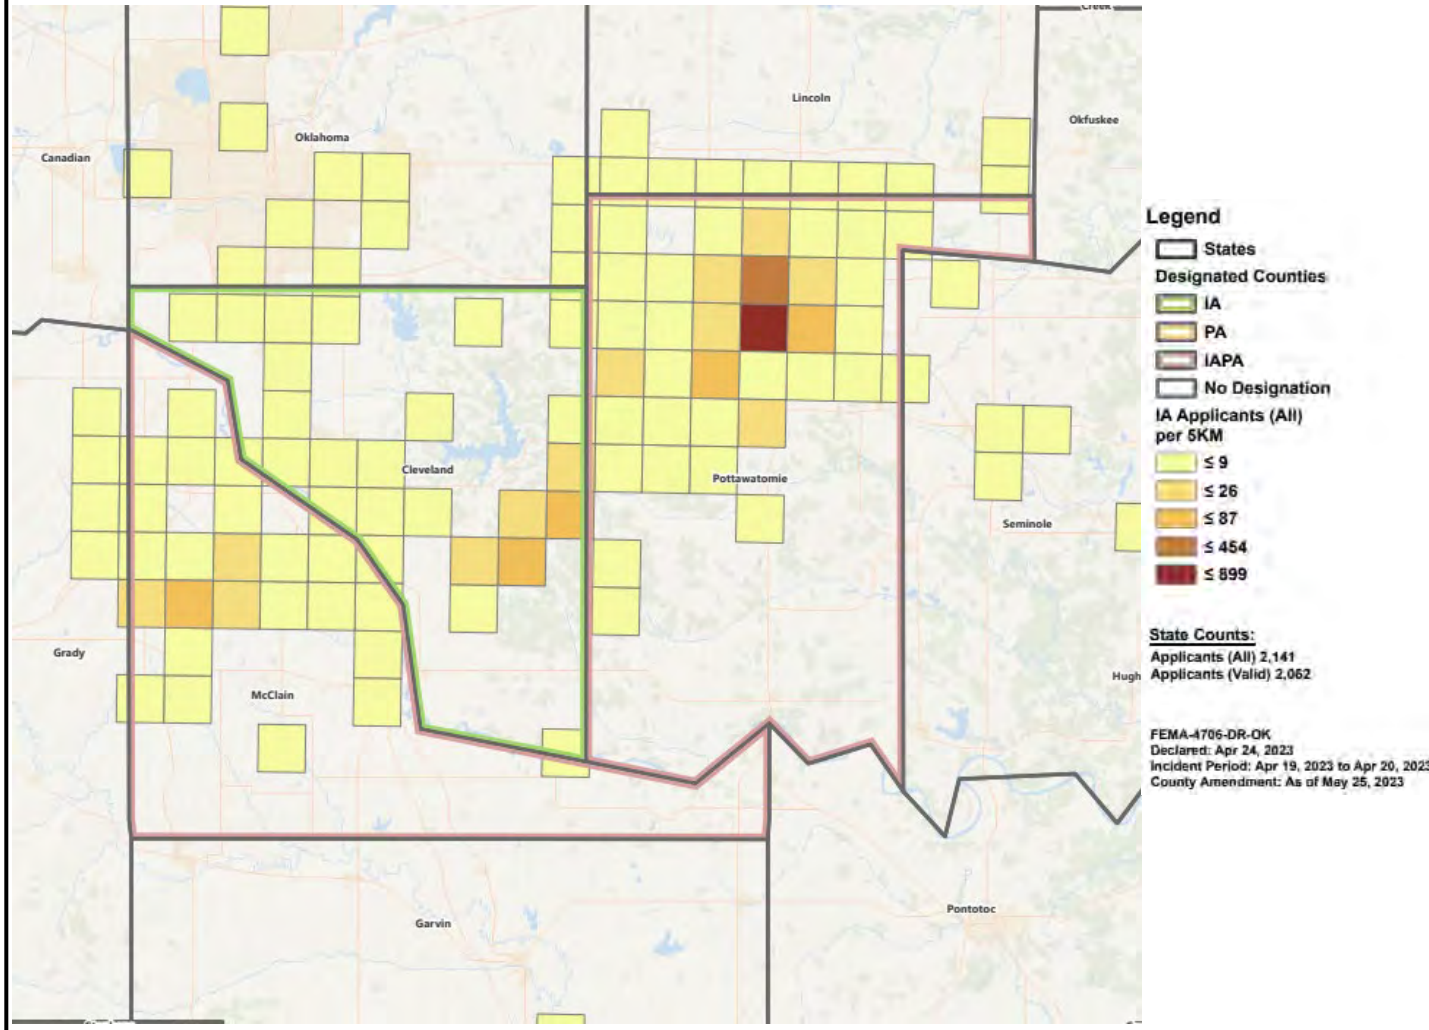 Creek
Lincoln
Okfuskee
Oklahoma
Canadian
Cleveland
Pottawatomie
Seminole
Grady
McClain
Hugh
Garvin
Pontotoc
Legend
States
Designated Counties
IA
PA
IAPA
No Designation
IA Applicants (All)
per 5KM
≤ 9
≤ 26
≤ 87
≤ 454
≤ 899
State Counts:
Applicants (All) 2,141
Applicants (Valid) 2,062
FEMA-4706-DR-OK
Declared: Apr 24, 2023
Incident Period: Apr 19, 2023 to Apr 20, 2023
County Amendment: As of May 25, 2023